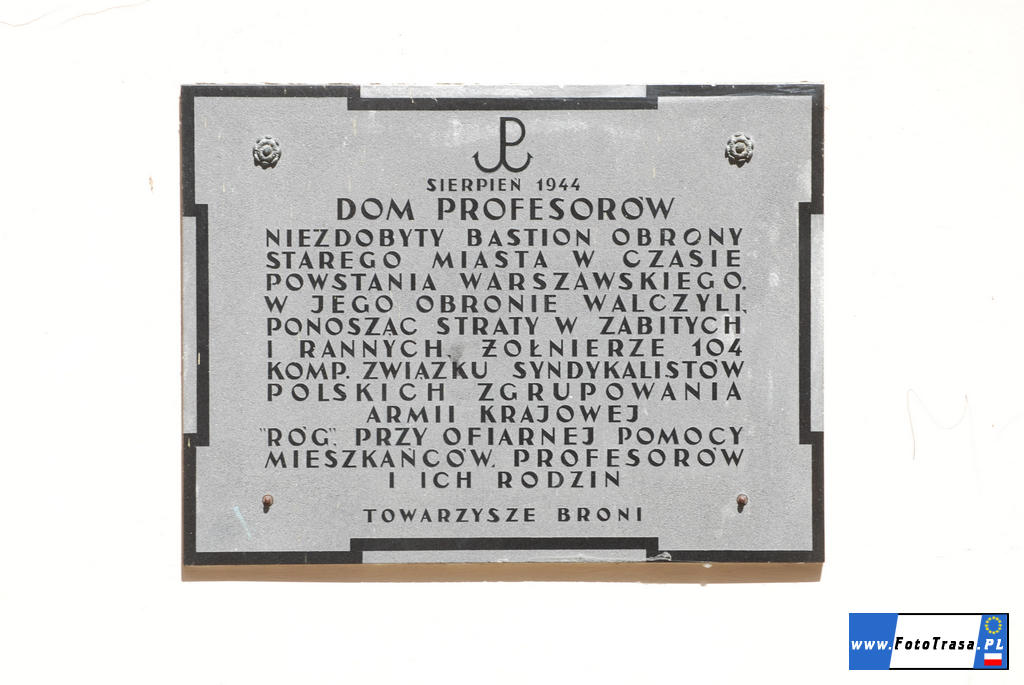 SIERPIEŃ 1944
DOM PROFESORÓW
NIEZDOBYTY BASTION OBRONY
STAREGO MIASTA W CZASIE
POWSTANIA WARSZAWSKIEGO.
W JEGO OBRONIE WALCZYLI,
PONOSZĄC STRATY W ZABITYCH
I RANNYCH, ŻOŁNIERZE 104
KOMP. ZWIĄZKU SYNDYKALISTÓW
POLSKICH ZGRUPOWANIA
ARMII KRAJOWEJ
"RÓG", PRZY OFIARNEJ POMOCY
MIESZKAŃCÓW, PROFESORÓW
I ICH RODZIN
TOWARZYSZE BRONI
www.FotoTrasa.PL